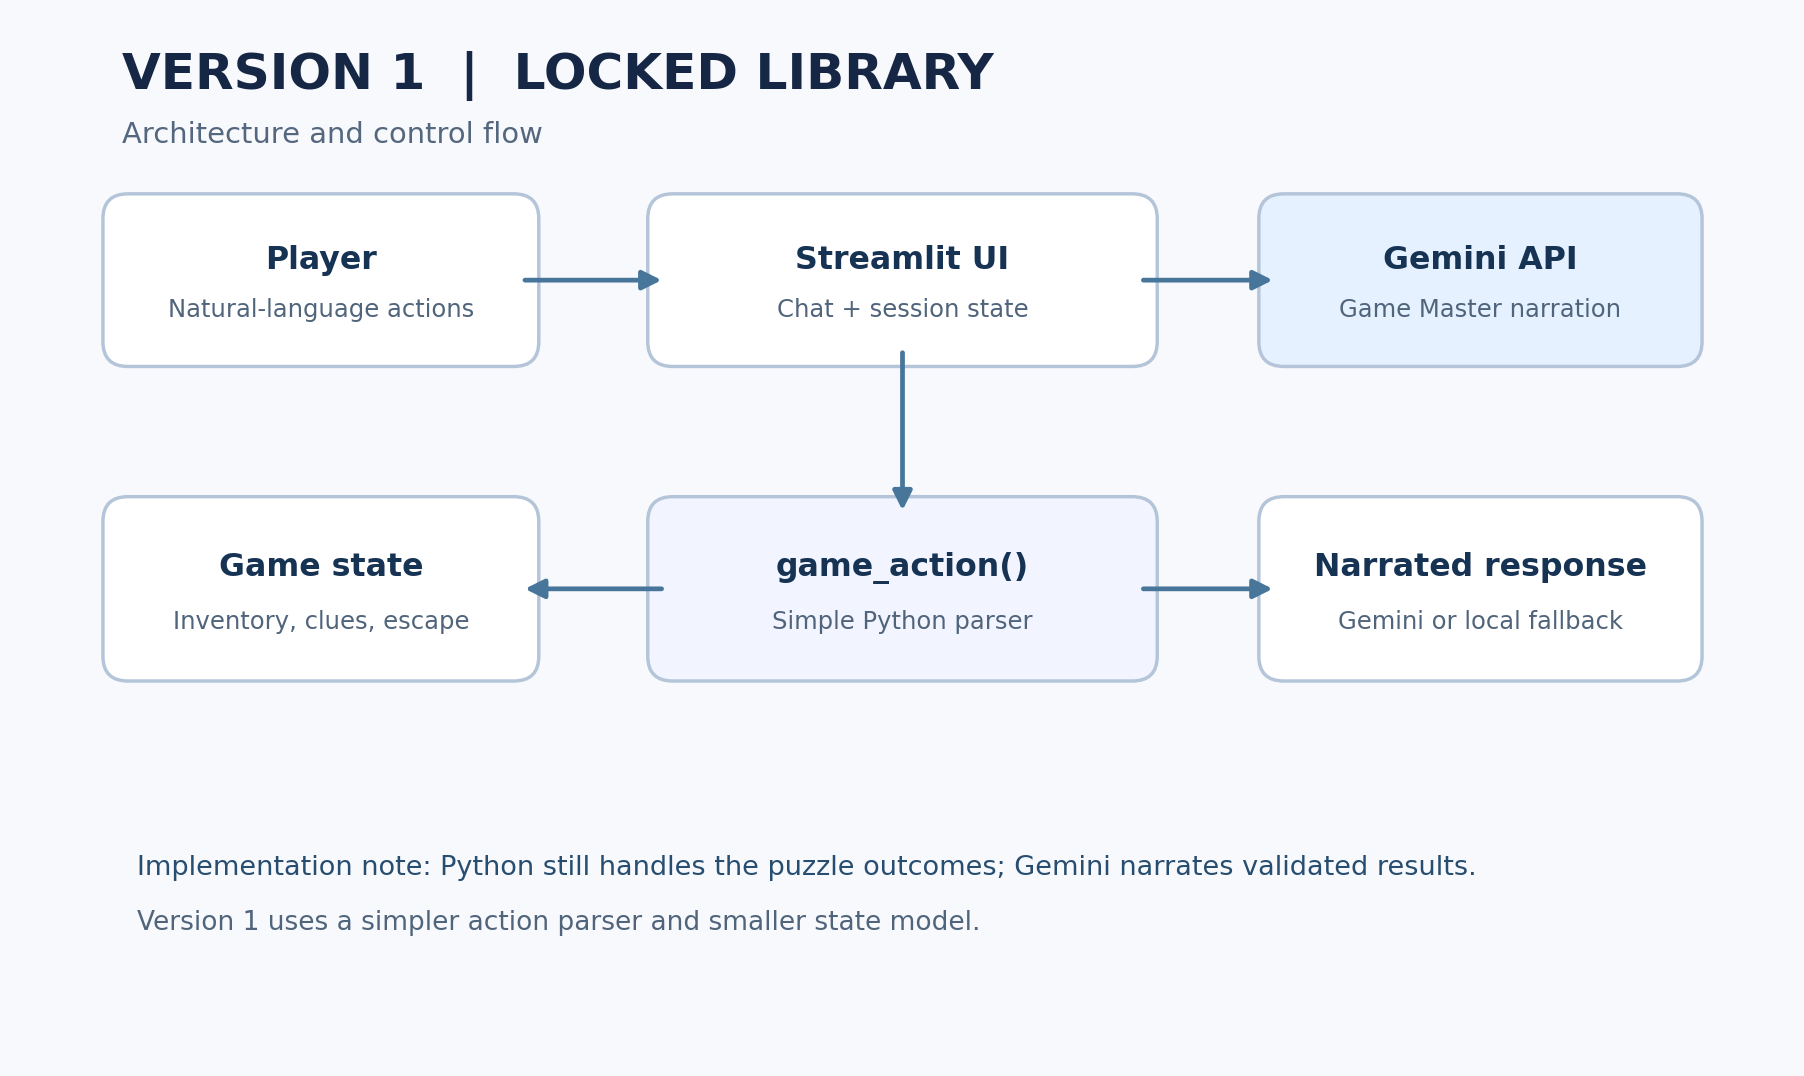 VERSION 1 | LOCKED LIBRARY
Architecture and control flow
Player
Natural-language actions
Streamlit UI
Chat + session state
Gemini API
Game Master narration
Game state
Inventory, clues, escape
game_action()
Simple Python parser
Narrated response
Gemini or local fallback
Implementation note: Python still handles the puzzle outcomes; Gemini narrates validated results.
Version 1 uses a simpler action parser and smaller state model.